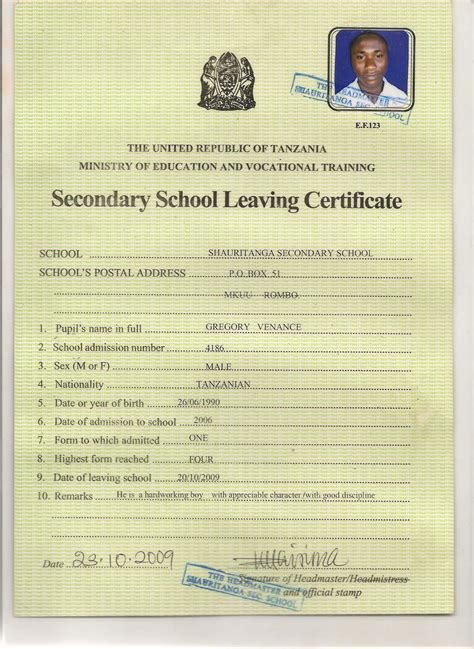 THE HEADMASTER
SHAURITANGA SEC. SCHOOL
E.F.123
THE UNITED REPUBLIC OF TANZANIA
MINISTRY OF EDUCATION AND VOCATIONAL TRAINING
Secondary School Leaving Certificate
SCHOOL SHAURITANGA SECONDARY SCHOOL
SCHOOL'S POSTAL ADDRESS P.O. BOX 51
MKUU ROMBO.
1. Pupil's name in full GREGORY VENANCE
2. School admission number 4186
3. Sex (M or F) MALE
4. Nationality TANZANIAN
5. Date or year of birth 26/06/1990
6. Date of admission to school 2006
7. Form to which admitted ONE
8. Highest form reached FOUR
9. Date of leaving school 20/10/2009
10. Remarks He is a hardworking boy with appreciable character /with good discipline
Date 23.10.2009
Signature of Headmaster/Headmistress
and official stamp
THE HEADMASTER
SHAURITANGA SEC. SCHOOL